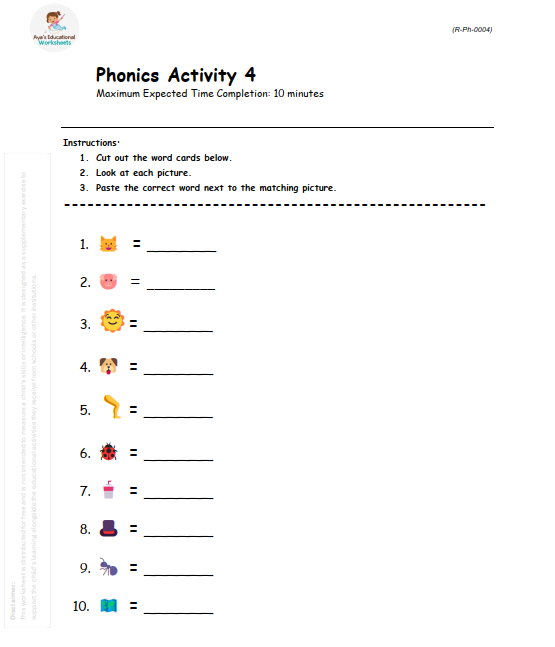 Aya's Educational
Worksheets
(R-Ph-0004)
Phonics Activity 4
Maximum Expected Time Completion: 10 minutes
Instructions:
1. Cut out the word cards below.
2. Look at each picture.
3. Paste the correct word next to the matching picture.
1. = ________
2. = ________
3. = ________
4. = ________
5. = ________
6. = ________
7. = ________
8. = ________
9. = ________
10. = ________
Disclaimer:
This worksheet is distributed for free and is not intended to measure a child's skills or intelligence. It is designed as a supplementary exercise to
support the child's learning alongside the educational activities they receive from schools or other institutions.